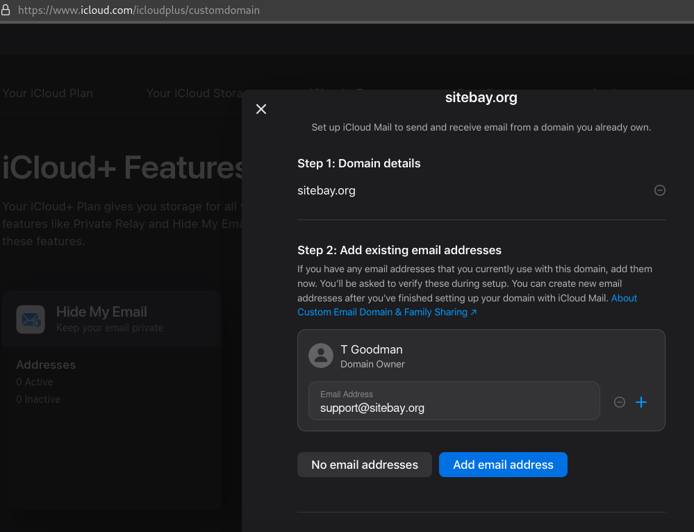 https://www.icloud.com/icloudplus/customdomain
Your iCloud Plan
Your iCloud Stora
sitebay.org
Set up iCloud Mail to send and receive email from a domain you already own.
iCloud+ Features
Your iCloud+ Plan gives you storage for all
features like Private Relay and Hide My Ema
these features.
Hide My Email
Keep your email private
Addresses
0 Active
0 Inactive
Step 1: Domain details
sitebay.org
Step 2: Add existing email addresses
If you have any email addresses that you currently use with this domain, add them
now. You'll be asked to verify these during setup. You can create new email
addresses after you've finished setting up your domain with iCloud Mail. About
Custom Email Domain & Family Sharing ↗
T Goodman
Domain Owner
Email Address
support@sitebay.org
No email addresses
Add email address